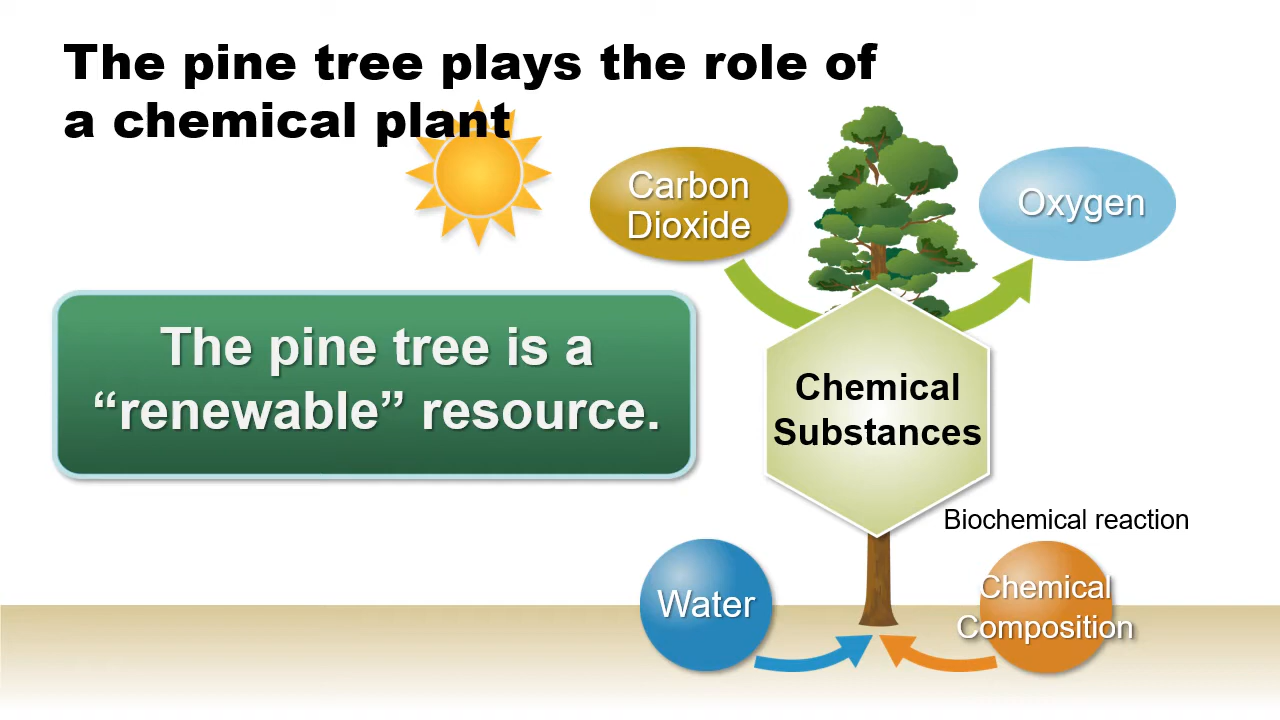 The pine tree plays the role of
a chemical plant
Carbon
Dioxide
Oxygen
The pine tree is a
“renewable” resource.
Chemical
Substances
Biochemical reaction
Water
Chemical
Composition